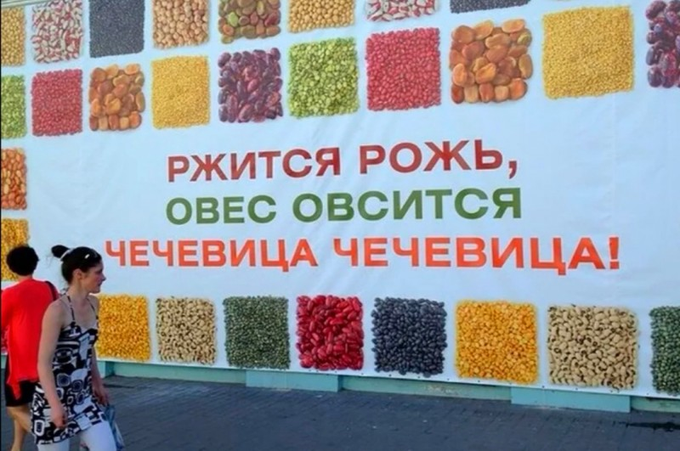 РЖИТСЯ РОЖЬ,
ОВЕС ОВСИТСЯ
ЧЕЧЕВИЦА ЧЕЧЕВИЦА!